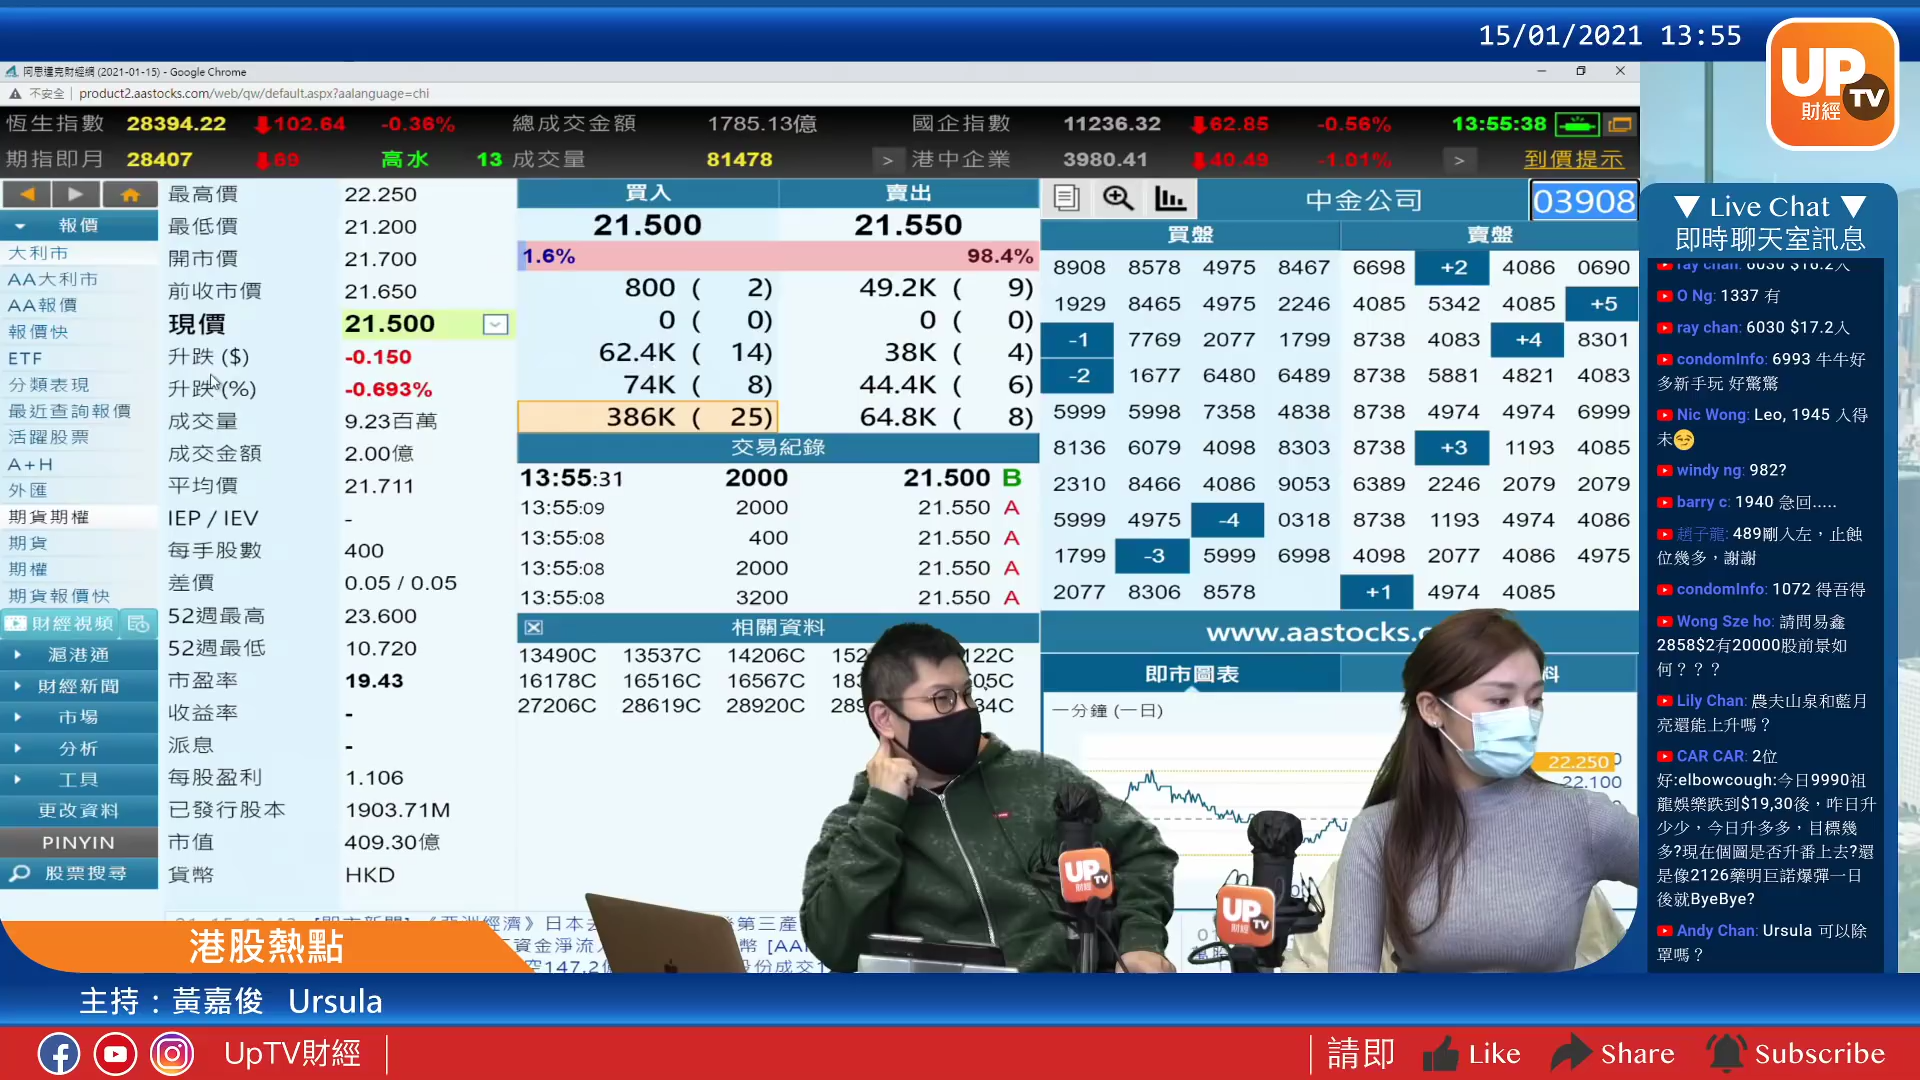 15/01/2021 13:55
UP TV 財經
阿思達克財經網 (2021-01-15) - Google Chrome
不安全 | product2.aastocks.com/web/qw/default.aspx?aalanguage=chi
恆生指數 28394.22 102.64 -0.36% 總成交金額 1785.13億 國企指數 11236.32 62.85 -0.56% 13:55:38
期指即月 28407 69 高水 13 成交量 81478 > 港中企業 3980.41 40.49 -1.01% > 到價提示
報價
大利市
AA大利市
AA報價
報價快
ETF
分類表現
最近查詢報價
活躍股票
A+H
外匯
期貨期權
期貨
期權
期貨報價快
財經視頻
滬港通
財經新聞
市場
分析
工具
更改資料
PINYIN
股票搜尋
最高價 22.250
最低價 21.200
開市價 21.700
前收市價 21.650
現價 21.500
升跌 ($) -0.150
升跌 (%) -0.693%
成交量 9.23百萬
成交金額 2.00億
平均價 21.711
IEP / IEV -
每手股數 400
差價 0.05 / 0.05
52週最高 23.600
52週最低 10.720
市盈率 19.43
收益率 -
派息 -
每股盈利 1.106
已發行股本 1903.71M
市值 409.30億
貨幣 HKD
買入 賣出
21.500 21.550
1.6% 98.4%
800 ( 2) 49.2K ( 9)
0 ( 0) 0 ( 0)
62.4K ( 14) 38K ( 4)
74K ( 8) 44.4K ( 6)
386K ( 25) 64.8K ( 8)
交易紀錄
13:55:31 2000 21.500 B
13:55:09 2000 21.550 A
13:55:08 400 21.550 A
13:55:08 2000 21.550 A
13:55:08 3200 21.550 A
相關資料
13490C 13537C 14206C 152 122C
16178C 16516C 16567C 183 05C
27206C 28619C 28920C 289 34C
中金公司 03908
買盤 賣盤
8908 8578 4975 8467 6698 +2 4086 0690
1929 8465 4975 2246 4085 5342 4085 +5
-1 7769 2077 1799 8738 4083 +4 8301
-2 1677 6480 6489 8738 5881 4821 4083
5999 5998 7358 4838 8738 4974 4974 6999
8136 6079 4098 8303 8738 +3 1193 4085
2310 8466 4086 9053 6389 2246 2079 2079
5999 4975 -4 0318 8738 1193 4974 4086
1799 -3 5999 6998 4098 2077 4086 4975
2077 8306 8578 +1 4974 4085
www.aastocks.c
即市圖表 料
一分鐘 (一日)
22.250
22.100
▼ Live Chat ▼
即時聊天室訊息
ray chan: 6030 $16.2入
O Ng: 1337 有
ray chan: 6030 $17.2入
condomInfo: 6993 牛牛好
多新手玩 好驚驚
Nic Wong: Leo, 1945 入得
未😏
windy ng: 982?
barry c: 1940 急回.....
趙子龍: 489剛入左，止蝕
位幾多，謝謝
condomInfo: 1072 得吾得
Wong Sze ho: 請問易鑫
2858$2有20000股前景如
何？？？
Lily Chan: 農夫山泉和藍月
亮還能上升嗎？
CAR CAR: 2位
好:elbowcough:今日9990祖
龍娛樂跌到$19,30後，昨日升
少少，今日升多多，目標幾
多?現在個圖是否升番上去?還
是像2126藥明巨諾爆彈一日
後就ByeBye?
Andy Chan: Ursula 可以除
罩嗎？
UP TV 財經
UP TV 財經
港股熱點
主持：黃嘉俊 Ursula
UpTV財經
請即 Like Share Subscribe